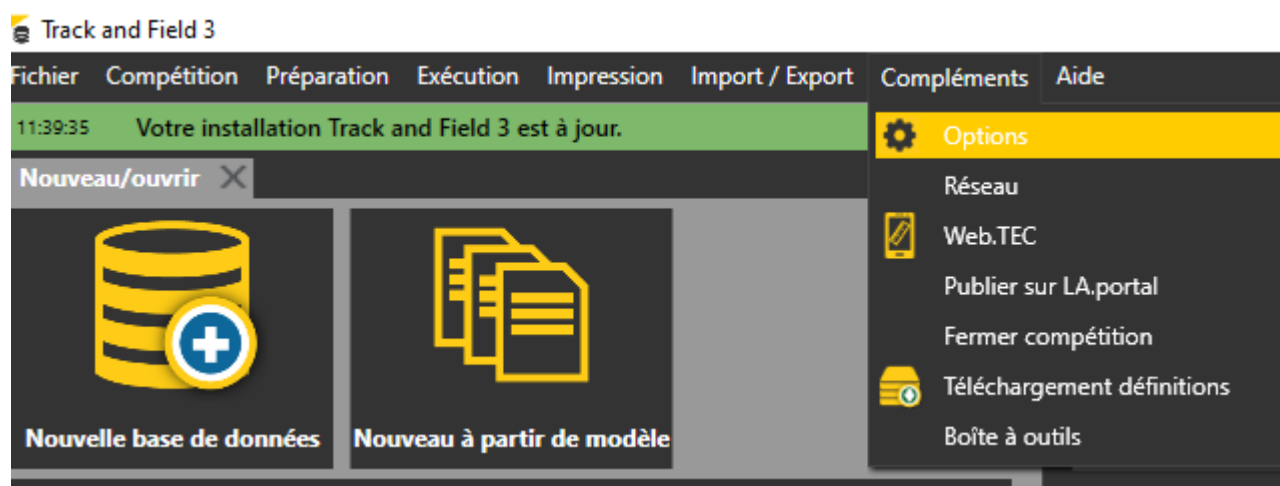 Track and Field 3
Fichier Compétition Préparation Exécution Impression Import / Export Compléments Aide
11:39:35 Votre installation Track and Field 3 est à jour.
Options
Nouveau/ouvrir
Réseau
Web.TEC
Publier sur LA.portal
Fermer compétition
Téléchargement définitions
Boîte à outils
Nouvelle base de données Nouveau à partir de modèle